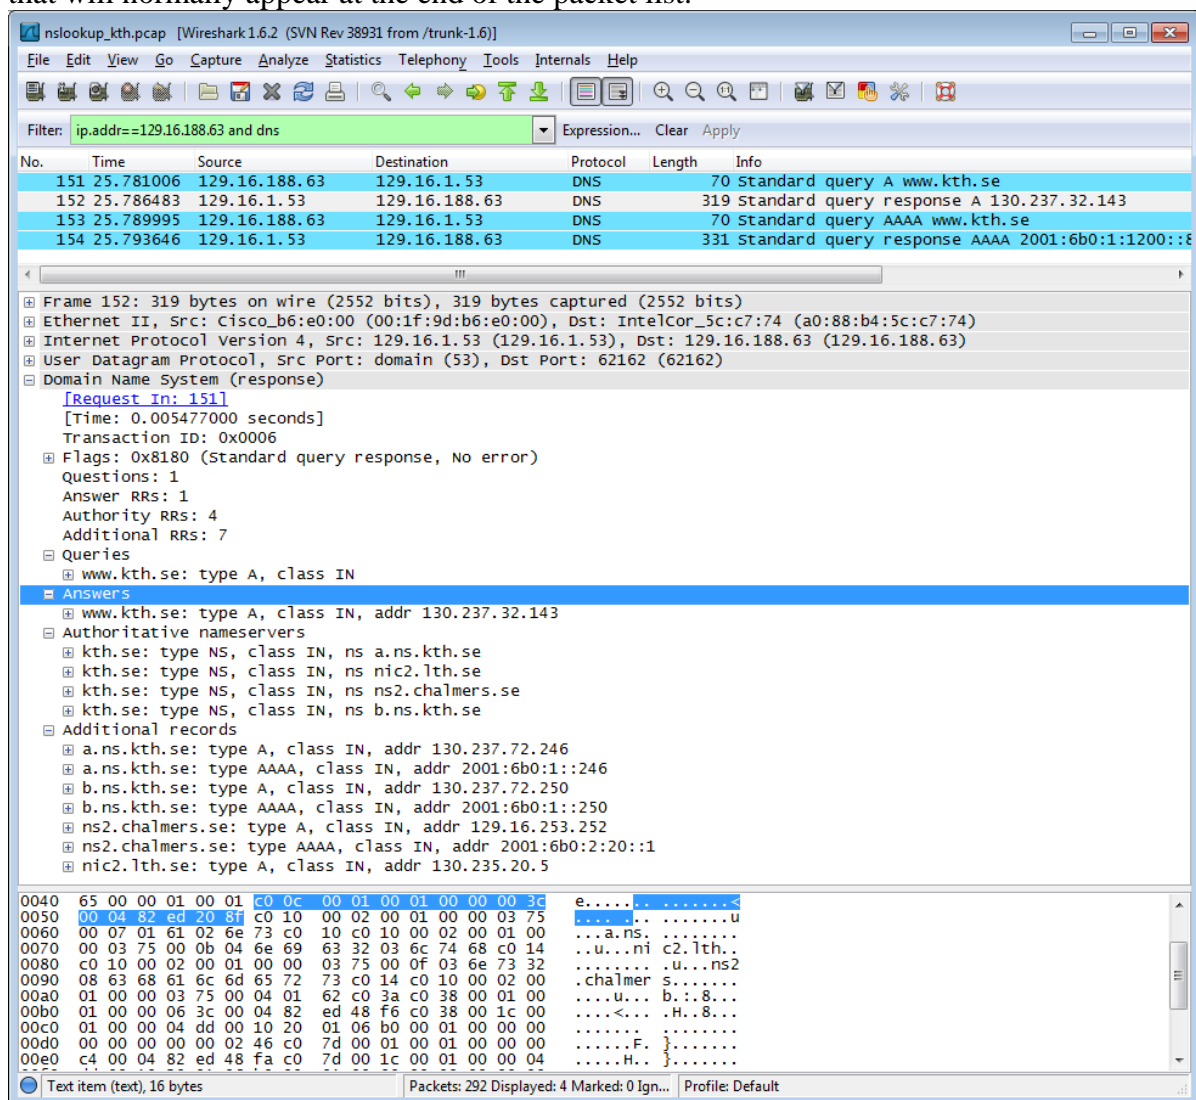 that will normally appear at the end of the packet list.
nslookup_kth.pcap [Wireshark 1.6.2 (SVN Rev 38931 from /trunk-1.6)]
File Edit View Go Capture Analyze Statistics Telephony Tools Internals Help
Filter: ip.addr==129.16.188.63 and dns Expression... Clear Apply
No. Time Source Destination Protocol Length Info
151 25.781006 129.16.188.63 129.16.1.53 DNS 70 Standard query A www.kth.se
152 25.786483 129.16.1.53 129.16.188.63 DNS 319 Standard query response A 130.237.32.143
153 25.789995 129.16.188.63 129.16.1.53 DNS 70 Standard query AAAA www.kth.se
154 25.793646 129.16.1.53 129.16.188.63 DNS 331 Standard query response AAAA 2001:6b0:1:1200::8
Frame 152: 319 bytes on wire (2552 bits), 319 bytes captured (2552 bits)
Ethernet II, Src: Cisco_b6:e0:00 (00:1f:9d:b6:e0:00), Dst: IntelCor_5c:c7:74 (a0:88:b4:5c:c7:74)
Internet Protocol Version 4, Src: 129.16.1.53 (129.16.1.53), Dst: 129.16.188.63 (129.16.188.63)
User Datagram Protocol, Src Port: domain (53), Dst Port: 62162 (62162)
Domain Name System (response)
[Request In: 151]
[Time: 0.005477000 seconds]
Transaction ID: 0x0006
Flags: 0x8180 (Standard query response, No error)
Questions: 1
Answer RRs: 1
Authority RRs: 4
Additional RRs: 7
Queries
www.kth.se: type A, class IN
Answers
www.kth.se: type A, class IN, addr 130.237.32.143
Authoritative nameservers
kth.se: type NS, class IN, ns a.ns.kth.se
kth.se: type NS, class IN, ns nic2.lth.se
kth.se: type NS, class IN, ns ns2.chalmers.se
kth.se: type NS, class IN, ns b.ns.kth.se
Additional records
a.ns.kth.se: type A, class IN, addr 130.237.72.246
a.ns.kth.se: type AAAA, class IN, addr 2001:6b0:1::246
b.ns.kth.se: type A, class IN, addr 130.237.72.250
b.ns.kth.se: type AAAA, class IN, addr 2001:6b0:1::250
ns2.chalmers.se: type A, class IN, addr 129.16.253.252
ns2.chalmers.se: type AAAA, class IN, addr 2001:6b0:2:20::1
nic2.lth.se: type A, class IN, addr 130.235.20.5
0040 65 00 00 01 00 01 c0 0c 00 01 00 01 00 00 00 3c e..... .......<
0050 00 04 82 ed 20 8f c0 10 00 02 00 01 00 00 03 75 .... .. .......u
0060 00 07 01 61 02 6e 73 c0 10 c0 10 00 02 00 01 00 ...a.ns. ........
0070 00 03 75 00 0b 04 6e 69 63 32 03 6c 74 68 c0 14 ..u...ni c2.lth..
0080 c0 10 00 02 00 01 00 00 03 75 00 0f 03 6e 73 32 ........ .u...ns2
0090 08 63 68 61 6c 6d 65 72 73 c0 14 c0 10 00 02 00 .chalmer s.......
00a0 01 00 00 03 75 00 04 01 62 c0 3a c0 38 00 01 00 ....u... b.:.8...
00b0 01 00 00 06 3c 00 04 82 ed 48 f6 c0 38 00 1c 00 ....<... .H..8...
00c0 01 00 00 04 dd 00 10 20 01 06 b0 00 01 00 00 00 ....... ........
00d0 00 00 00 00 00 02 46 c0 7d 00 01 00 01 00 00 00 ......F. }.......
00e0 c4 00 04 82 ed 48 fa c0 7d 00 1c 00 01 00 00 04 .....H.. }.......
Text item (text), 16 bytes Packets: 292 Displayed: 4 Marked: 0 Ign... Profile: Default